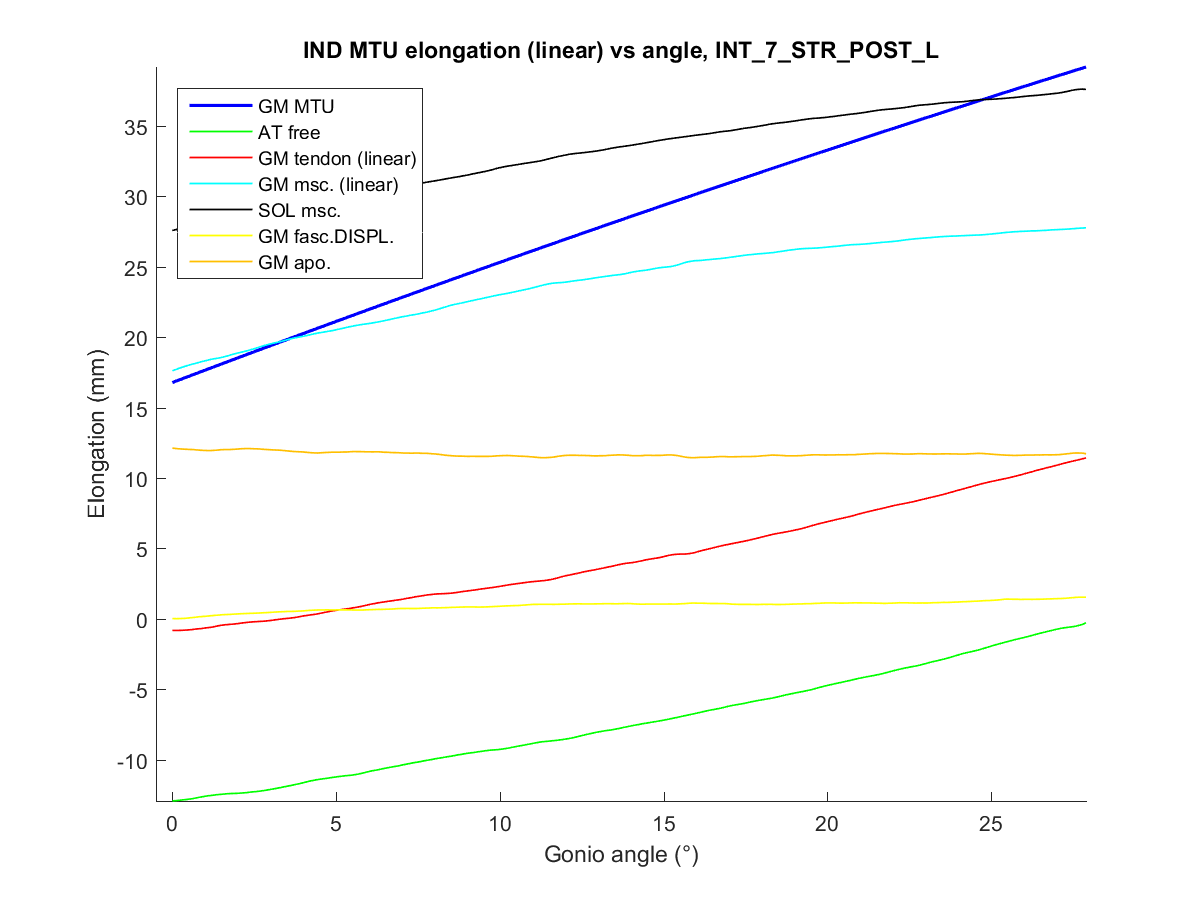 IND MTU elongation (linear) vs angle, INT_7_STR_POST_L
GM MTU
AT free
GM tendon (linear)
GM msc. (linear)
SOL msc.
GM fasc.DISPL.
GM apo.
35
30
25
20
15
10
5
0
-5
-10
Elongation (mm)
0 5 10 15 20 25
Gonio angle (°)